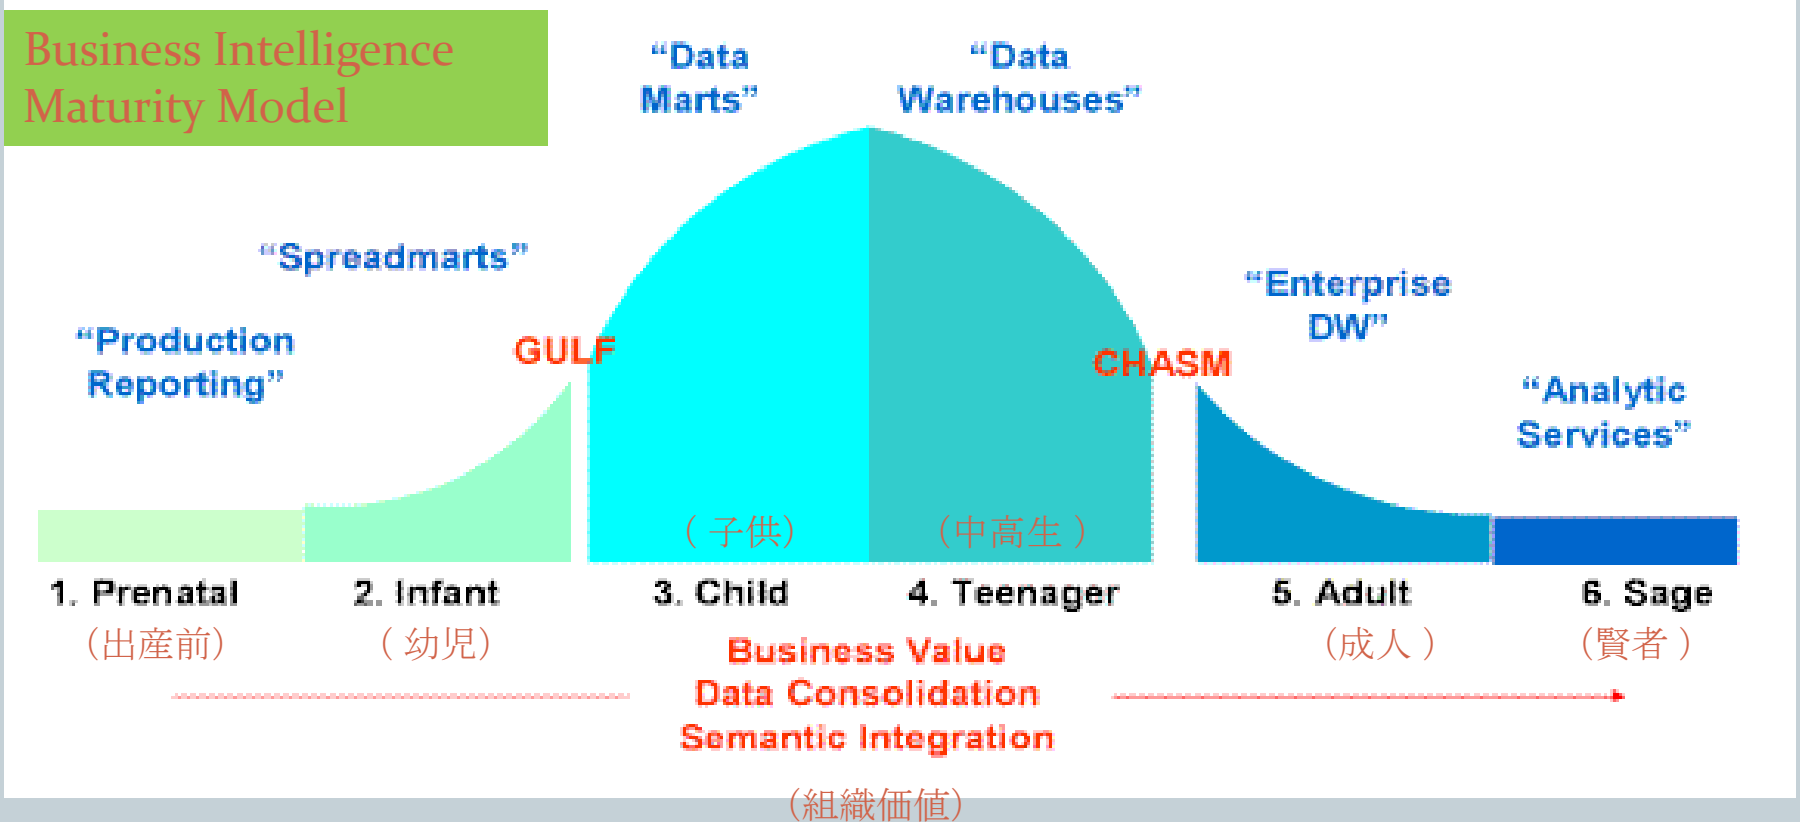 Business Intelligence
Maturity Model
“Data
Marts”
“Data
Warehouses”
“Spreadmarts”
“Production
Reporting”
GULF
CHASM
“Enterprise
DW”
“Analytic
Services”
（子供）
（中高生）
1. Prenatal
2. Infant
3. Child
4. Teenager
5. Adult
6. Sage
（出産前）
（幼児）
（成人）
（賢者）
Business Value
Data Consolidation
Semantic Integration
（組織価値）